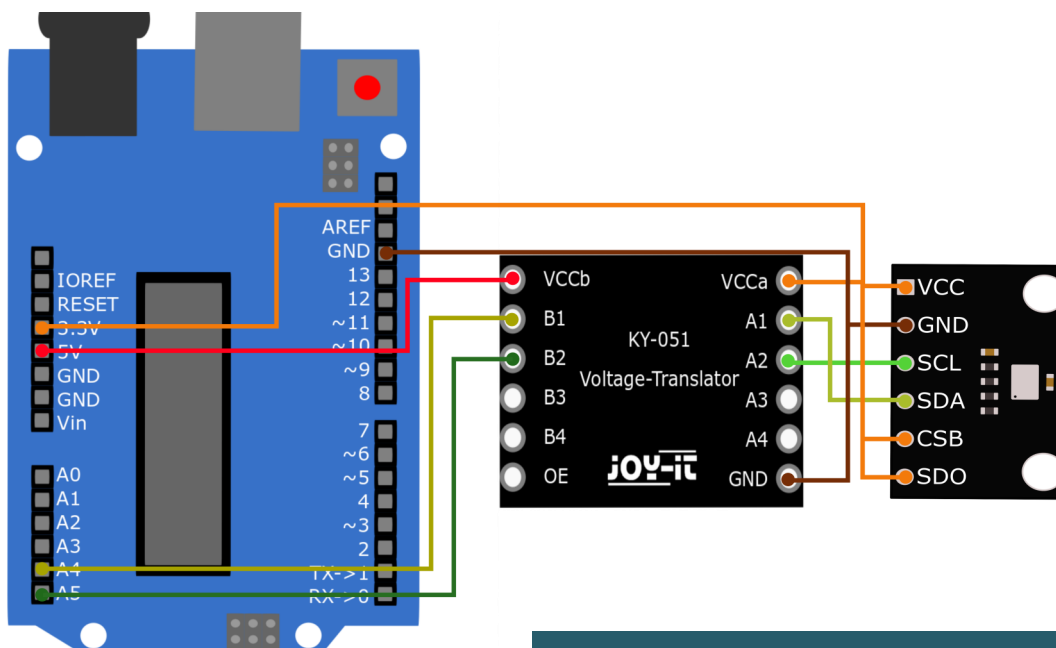 IOREF
RESET
3.3V
5V
GND
GND
Vin
A0
A1
A2
A3
A4
A5
AREF
GND
13
12
~11
~10
~9
8
7
~6
~5
4
~3
2
TX->1
RX->0
VCCb
B1
B2
B3
B4
OE
KY-051
Voltage-Translator
JOY-iT
VCCa
A1
A2
A3
A4
GND
VCC
GND
SCL
SDA
CSB
SDO